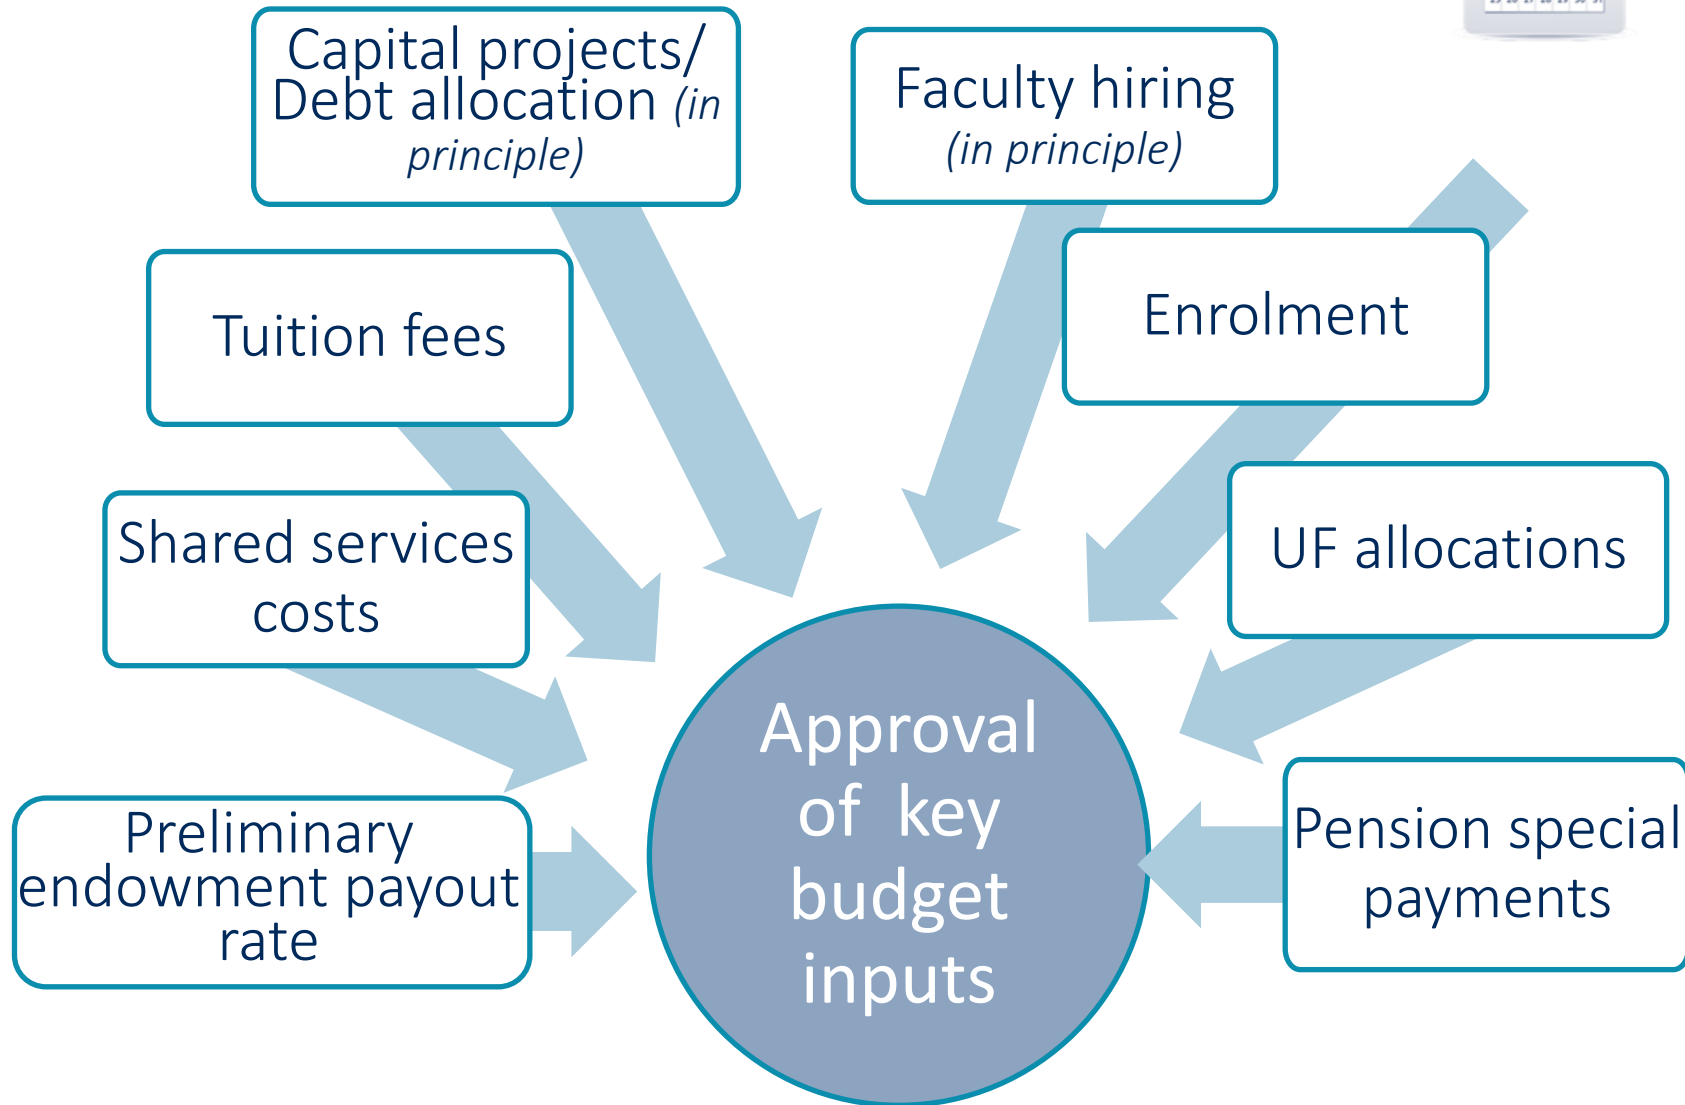 Capital projects/
Debt allocation (in
principle)
Faculty hiring
(in principle)
Tuition fees
Enrolment
Shared services
costs
UF allocations
Preliminary
endowment payout
rate
Pension special
payments
Approval
of key
budget
inputs